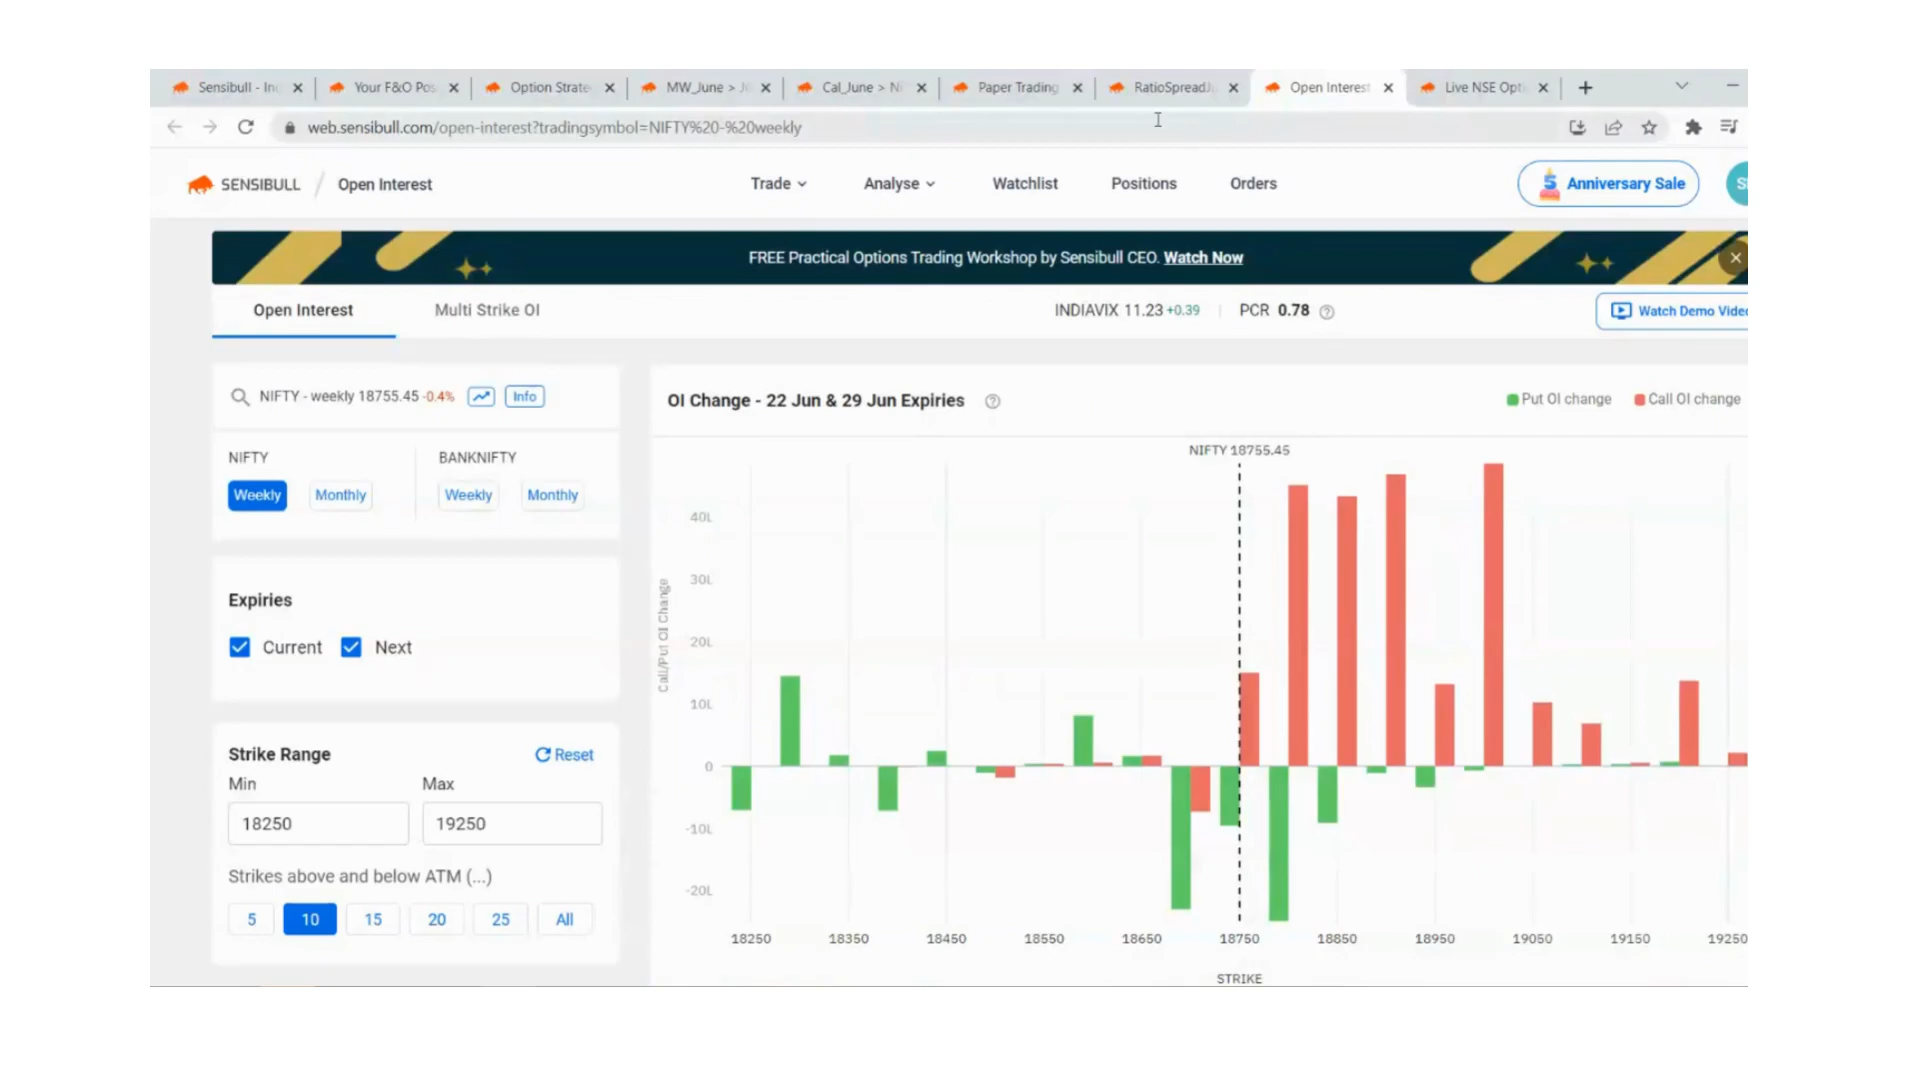 Sensibull - Inc
Your F&O Pos
Option Strate
MW_June > J
Cal_June > N
Paper Trading
RatioSpreadJ
Open Interest
Live NSE Opti
web.sensibull.com/open-interest?tradingsymbol=NIFTY%20-%20weekly
SENSIBULL / Open Interest
Trade
Analyse
Watchlist
Positions
Orders
5 Anniversary Sale
S
FREE Practical Options Trading Workshop by Sensibull CEO. Watch Now
Open Interest
Multi Strike OI
INDIAVIX 11.23 +0.39
PCR 0.78
Watch Demo Video
NIFTY - weekly 18755.45 -0.4%
Info
NIFTY
BANKNIFTY
Weekly
Monthly
Weekly
Monthly
Expiries
Current
Next
Strike Range
Reset
Min
Max
18250
19250
Strikes above and below ATM (...)
5
10
15
20
25
All
OI Change - 22 Jun & 29 Jun Expiries
Put OI change
Call OI change
NIFTY 18755.45
Call/Put OI Change
40L
30L
20L
10L
0
-10L
-20L
18250
18350
18450
18550
18650
18750
18850
18950
19050
19150
19250
STRIKE